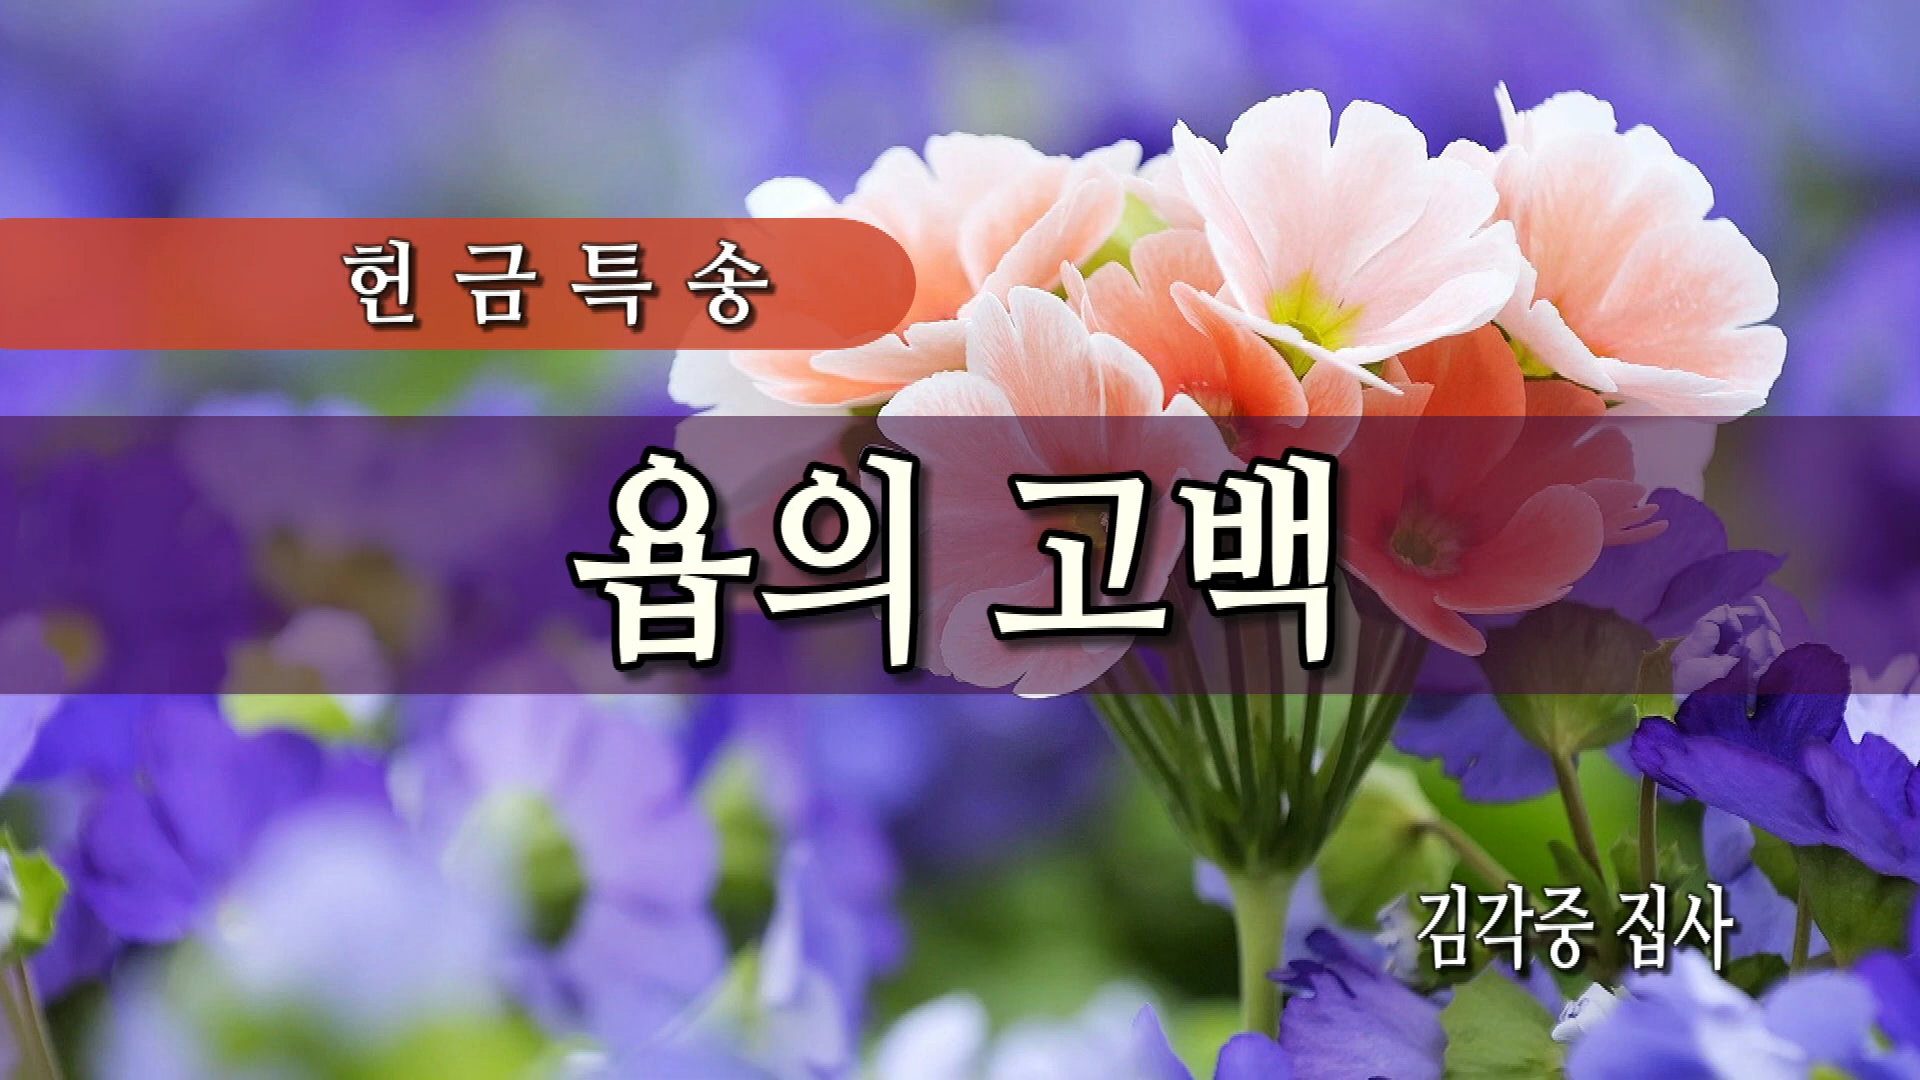 헌 금 특 송
욥의 고백
김각중 집사